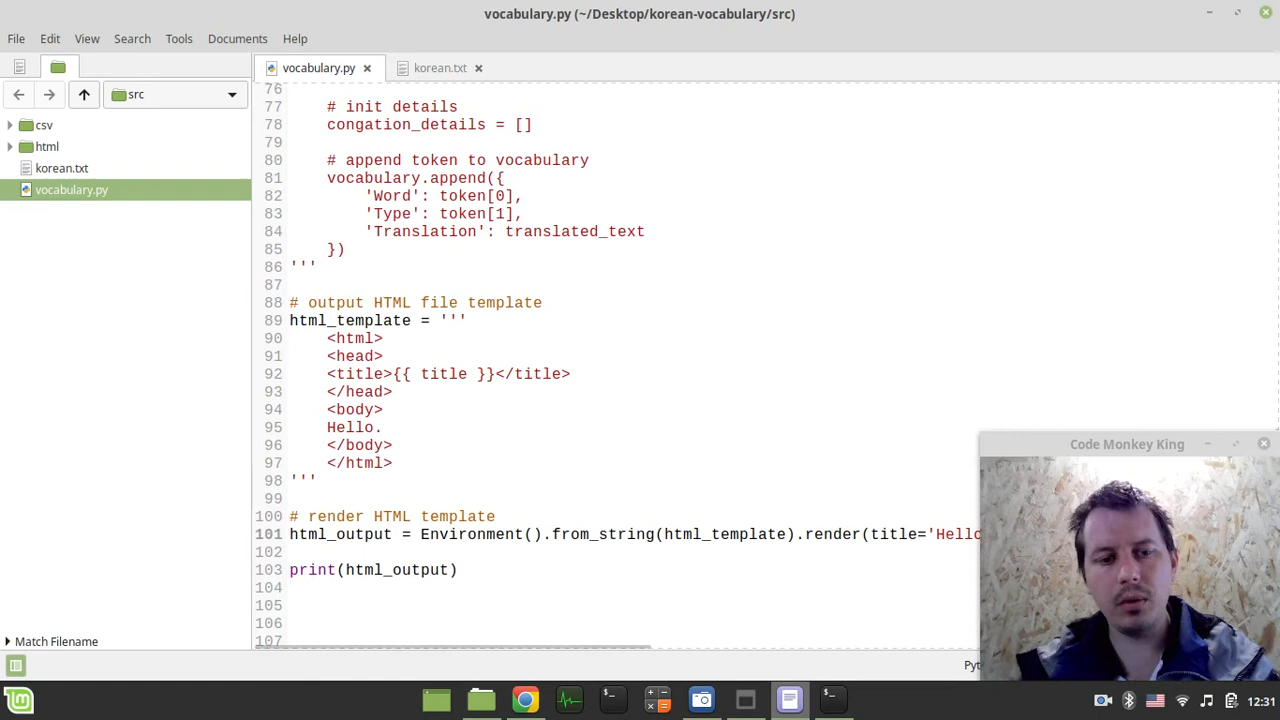 vocabulary.py (~/Desktop/korean-vocabulary/src)
File Edit View Search Tools Documents Help
vocabulary.py korean.txt
src
csv
html
korean.txt
vocabulary.py
76
77 # init details
78 congation_details = []
79
80 # append token to vocabulary
81 vocabulary.append({
82 'Word': token[0],
83 'Type': token[1],
84 'Translation': translated_text
85 })
86 '''
87
88 # output HTML file template
89 html_template = '''
90 <html>
91 <head>
92 <title>{{ title }}</title>
93 </head>
94 <body>
95 Hello.
96 </body>
97 </html>
98 '''
99
100 # render HTML template
101 html_output = Environment().from_string(html_template).render(title='Hello
102
103 print(html_output)
104
105
106
107
Match Filename
Code Monkey King
Pyt
12:31